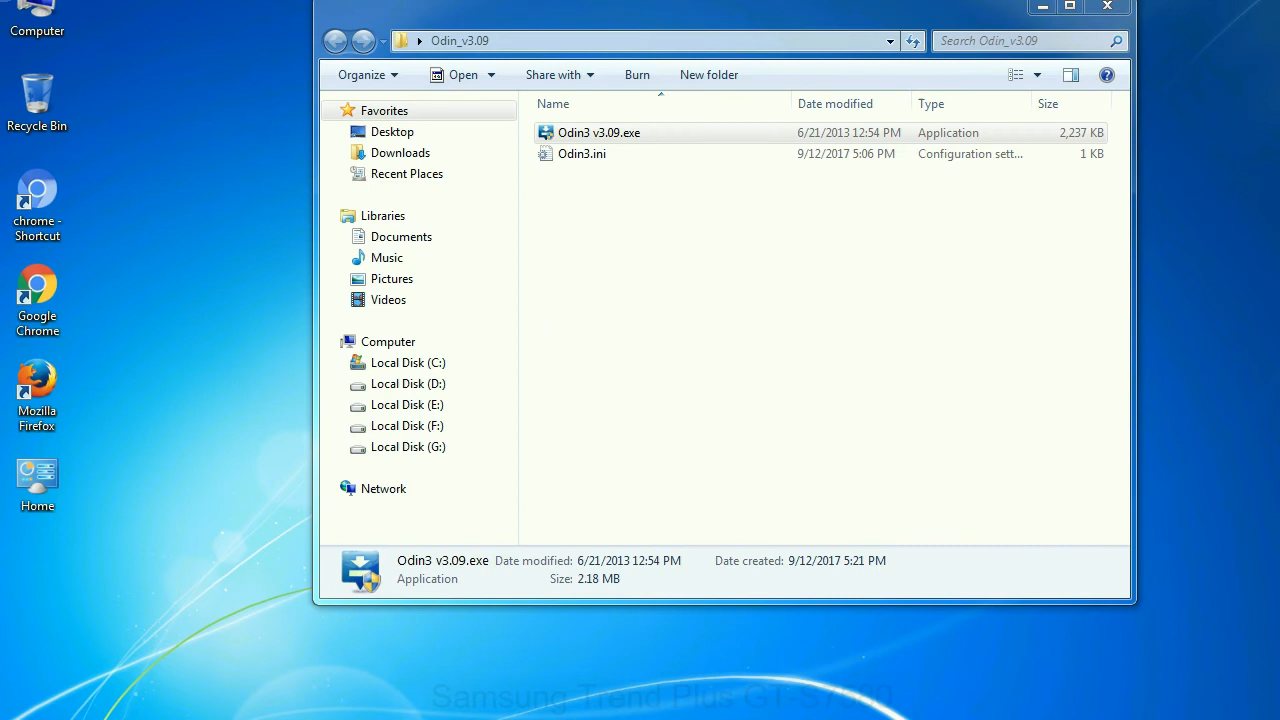 Computer
Recycle Bin
chrome -
Shortcut
Google
Chrome
Mozilla
Firefox
Home
Odin_v3.09
Search Odin_v3.09
Organize
Open
Share with
Burn
New folder
Name
Date modified
Type
Size
Favorites
Desktop
Downloads
Recent Places
Libraries
Documents
Music
Pictures
Videos
Computer
Local Disk (C:)
Local Disk (D:)
Local Disk (E:)
Local Disk (F:)
Local Disk (G:)
Network
Odin3 v3.09.exe 6/21/2013 12:54 PM Application 2,237 KB
Odin3.ini 9/12/2017 5:06 PM Configuration sett... 1 KB
Odin3 v3.09.exe Date modified: 6/21/2013 12:54 PM Date created: 9/12/2017 5:21 PM
Application Size: 2.18 MB
Samsung Trend Plus